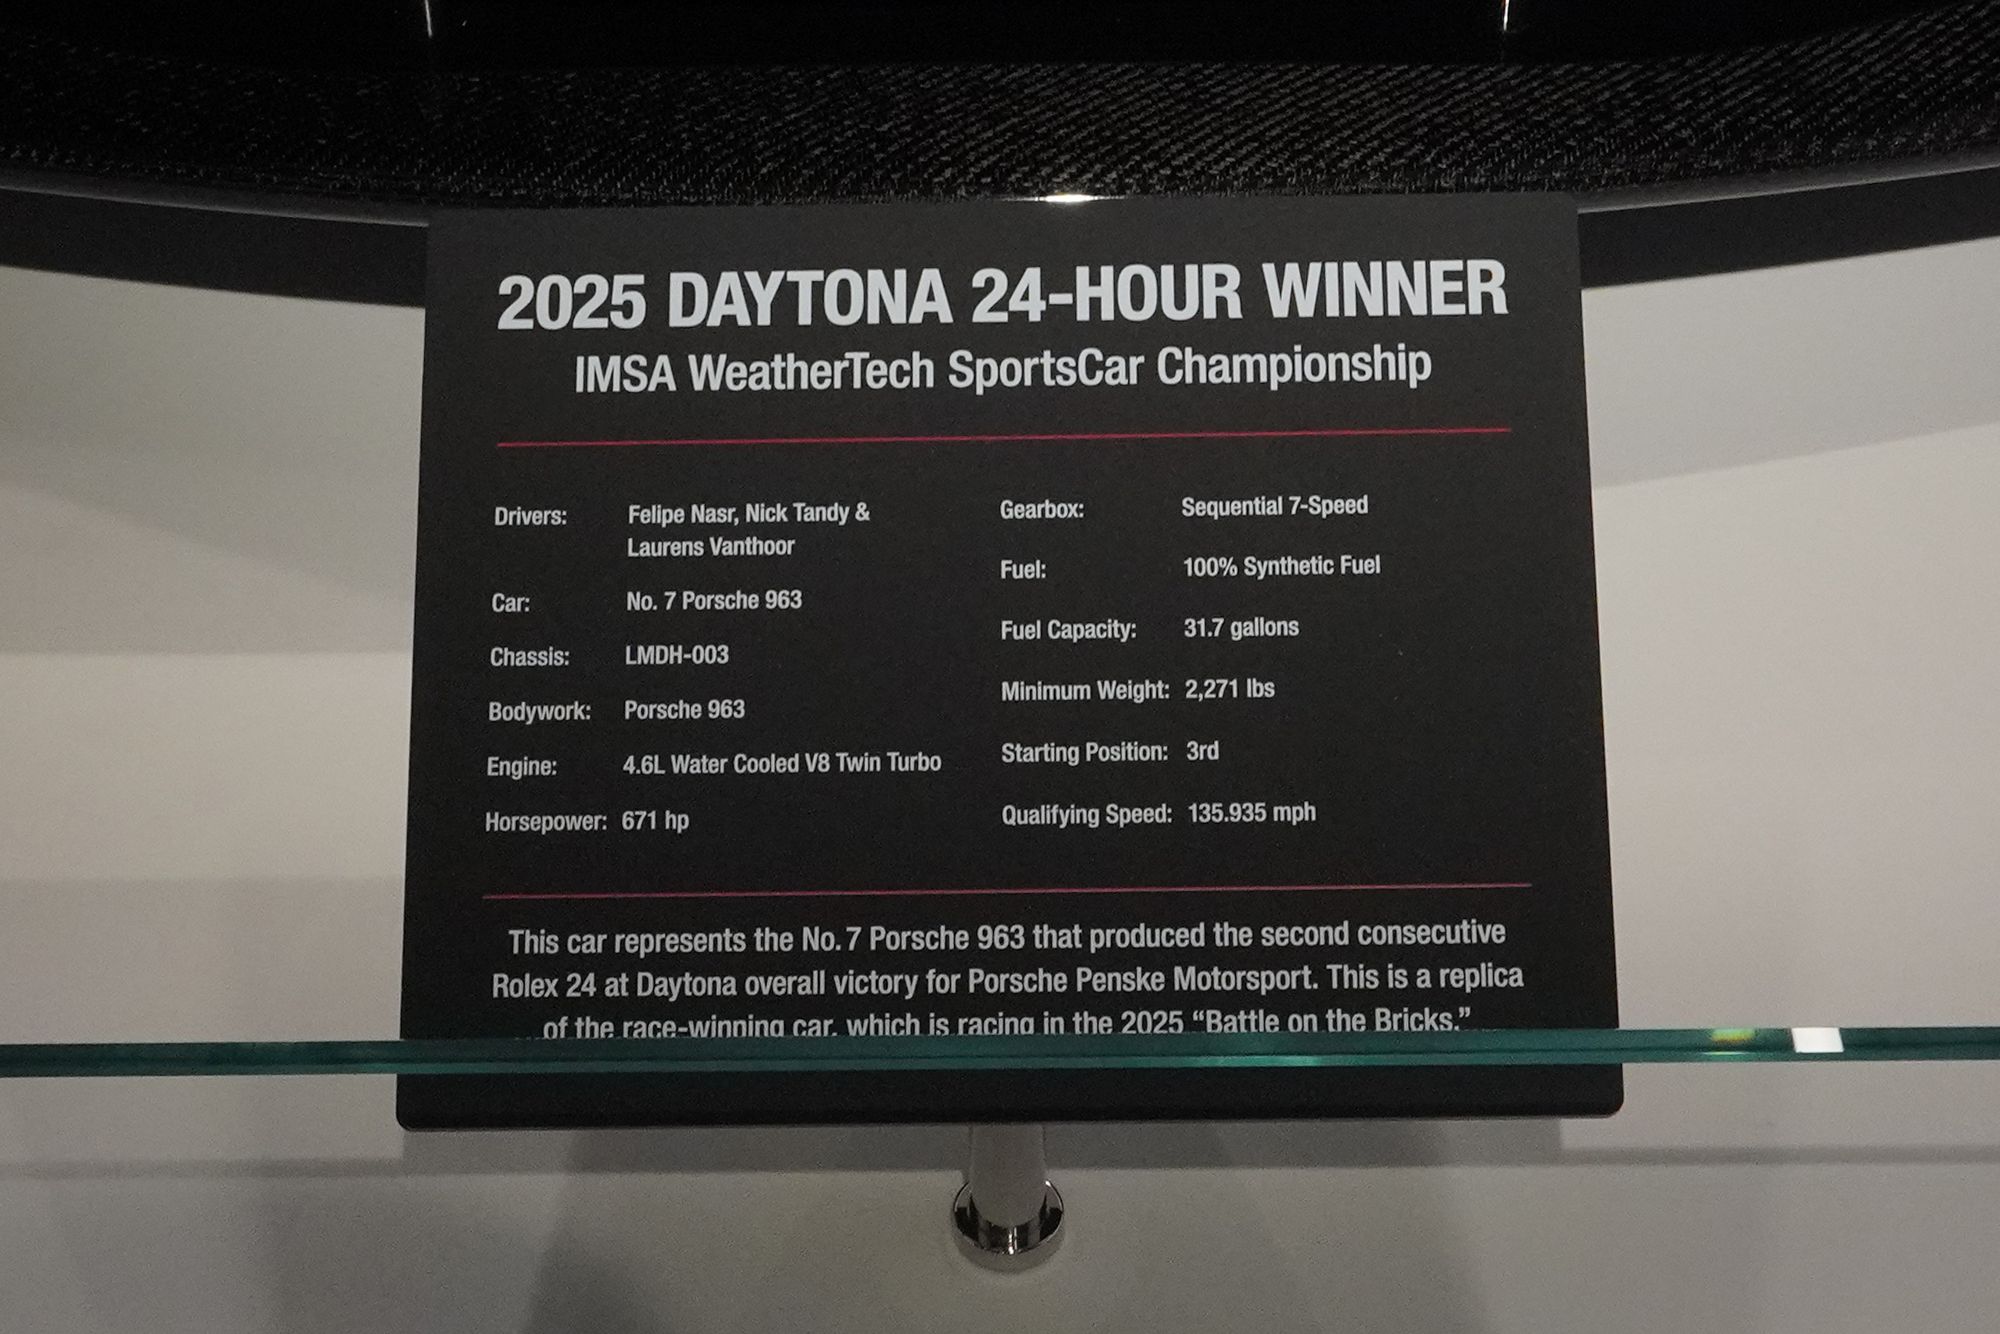 2025 DAYTONA 24-HOUR WINNER
IMSA WeatherTech SportsCar Championship
Drivers: Felipe Nasr, Nick Tandy &
Laurens Vanthoor
Car: No. 7 Porsche 963
Chassis: LMDH-003
Bodywork: Porsche 963
Engine: 4.6L Water Cooled V8 Twin Turbo
Horsepower: 671 hp
Gearbox: Sequential 7-Speed
Fuel: 100% Synthetic Fuel
Fuel Capacity: 31.7 gallons
Minimum Weight: 2,271 lbs
Starting Position: 3rd
Qualifying Speed: 135.935 mph
This car represents the No. 7 Porsche 963 that produced the second consecutive
Rolex 24 at Daytona overall victory for Porsche Penske Motorsport. This is a replica
of the race-winning car, which is racing in the 2025 “Battle on the Bricks.”